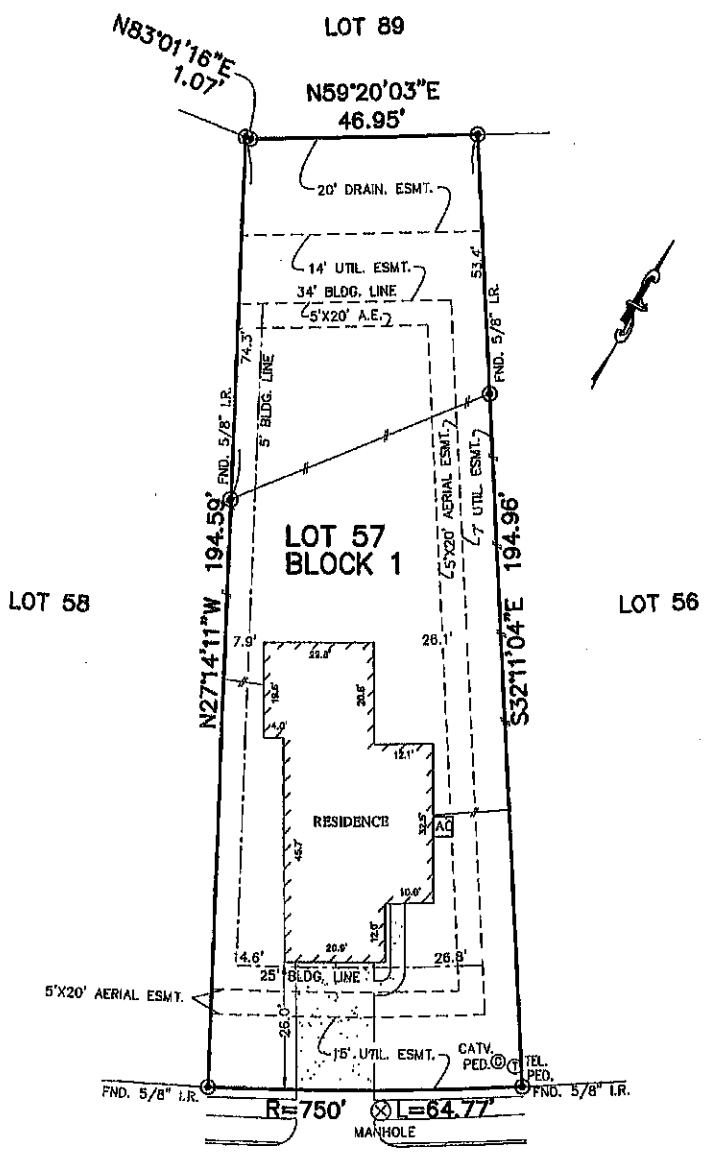 LOT 89
N83°01'16"E
1.07'
N59°20'03"E
46.95'
20' DRAIN. ESMT.
14' UTIL. ESMT.
34' BLDG. LINE
5'X20' A.E.
53.4'
FND. 5/8" I.R.
74.3'
5' BLDG. LINE
FND. 5/8" I.R.
5'X20' AERIAL ESMT.
7' UTIL ESMT.
LOT 57
BLOCK 1
N27°14'11"W 194.59'
S32°11'04"E 194.96'
LOT 58
LOT 56
7.9'
26.1'
20.8'
4.0'
12.1'
RESIDENCE
32.5'
A.C
45.7'
10.0'
12.0'
20.9'
14.6'
26.8'
25' BLDG. LINE
5'X20' AERIAL ESMT.
26.0'
15' UTIL. ESMT.
CATV.
PED. C
T TEL.
PED.
FND. 5/8" I.R.
FND. 5/8" I.R.
R=750'
L=64.77'
MANHOLE